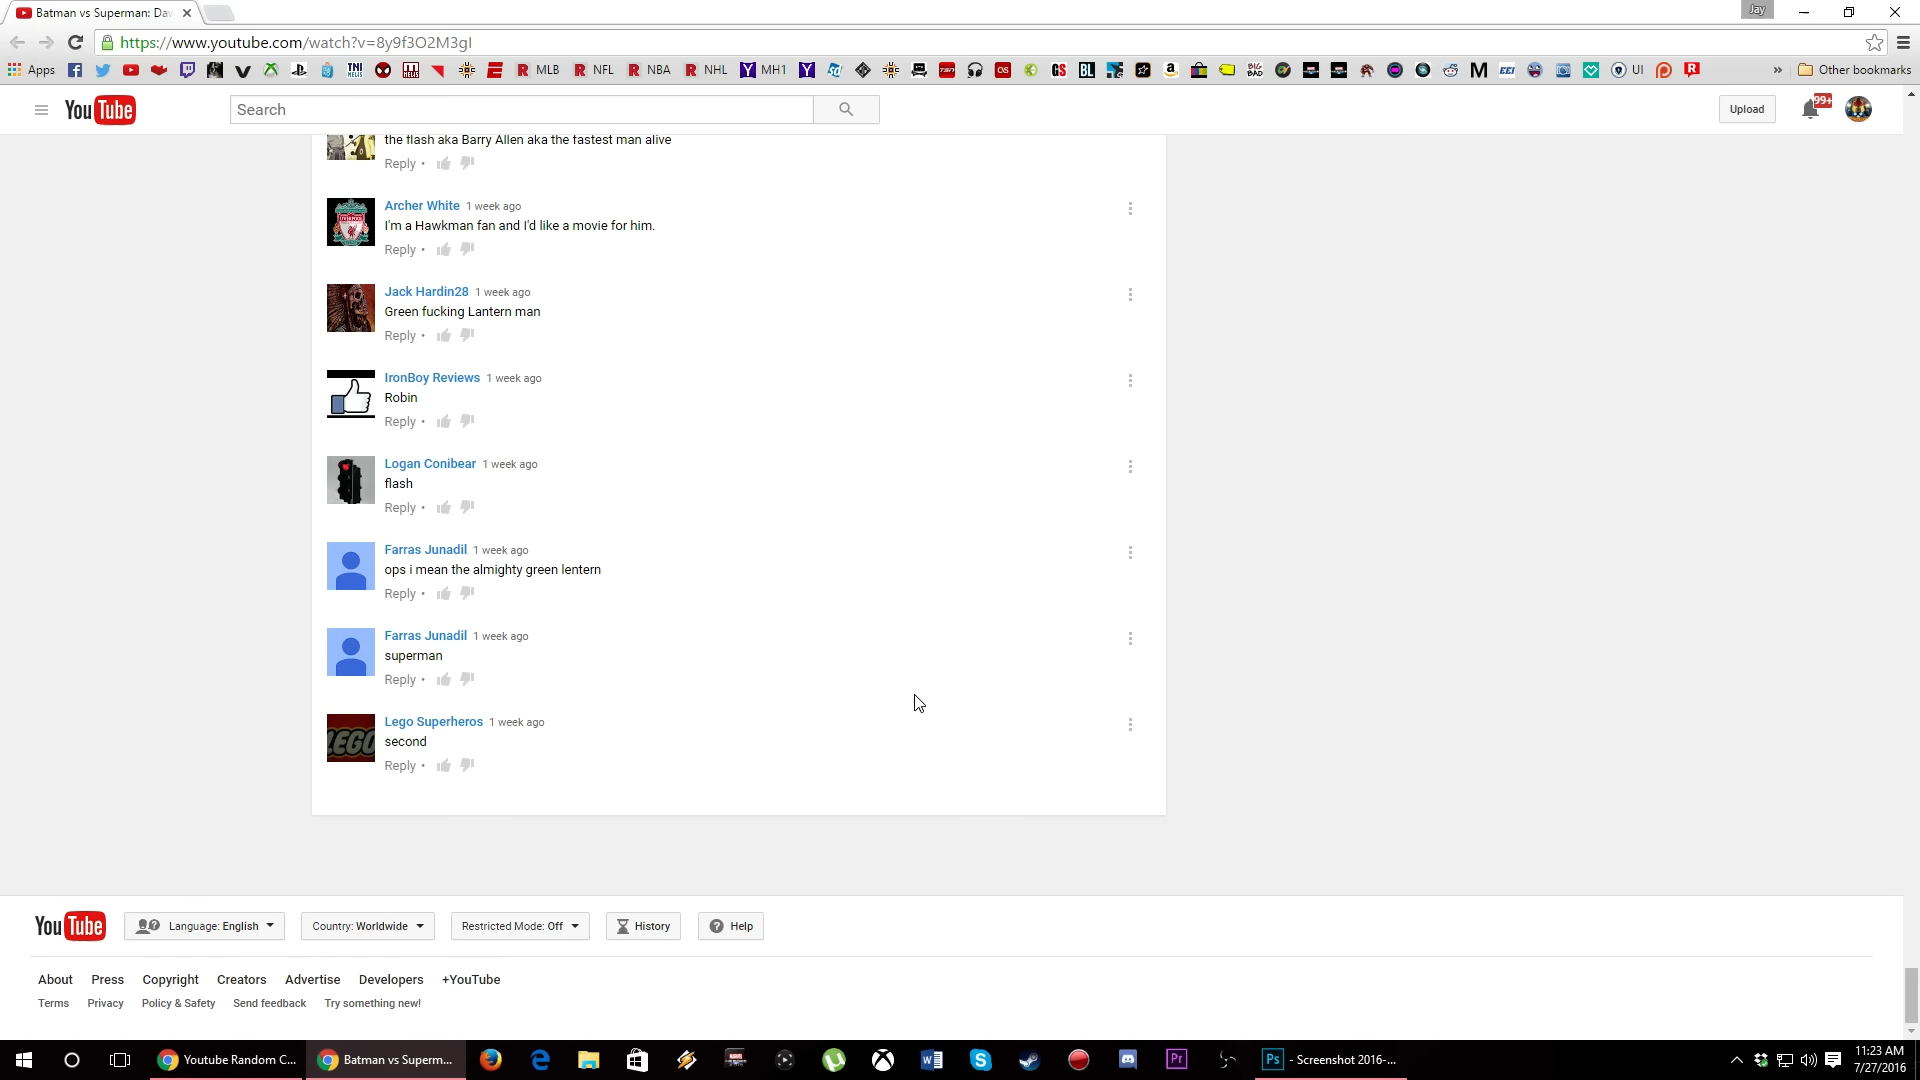 Batman vs Superman: Da
Jay
https://www.youtube.com/watch?v=8y9f3O2M3gI
Apps MLB NFL NBA NHL MH1 UI » Other bookmarks
YouTube
Search
Upload
99+
the flash aka Barry Allen aka the fastest man alive
Reply •
Archer White 1 week ago
I'm a Hawkman fan and I'd like a movie for him.
Reply •
Jack Hardin28 1 week ago
Green fucking Lantern man
Reply •
IronBoy Reviews 1 week ago
Robin
Reply •
Logan Conibear 1 week ago
flash
Reply •
Farras Junadil 1 week ago
ops i mean the almighty green lentern
Reply •
Farras Junadil 1 week ago
superman
Reply •
LEGO
Lego Superheros 1 week ago
second
Reply •
YouTube Language: English Country: Worldwide Restricted Mode: Off History Help
About Press Copyright Creators Advertise Developers +YouTube
Terms Privacy Policy & Safety Send feedback Try something new!
Youtube Random C... Batman vs Superm... Pr Ps - Screenshot 2016-...
11:23 AM
7/27/2016